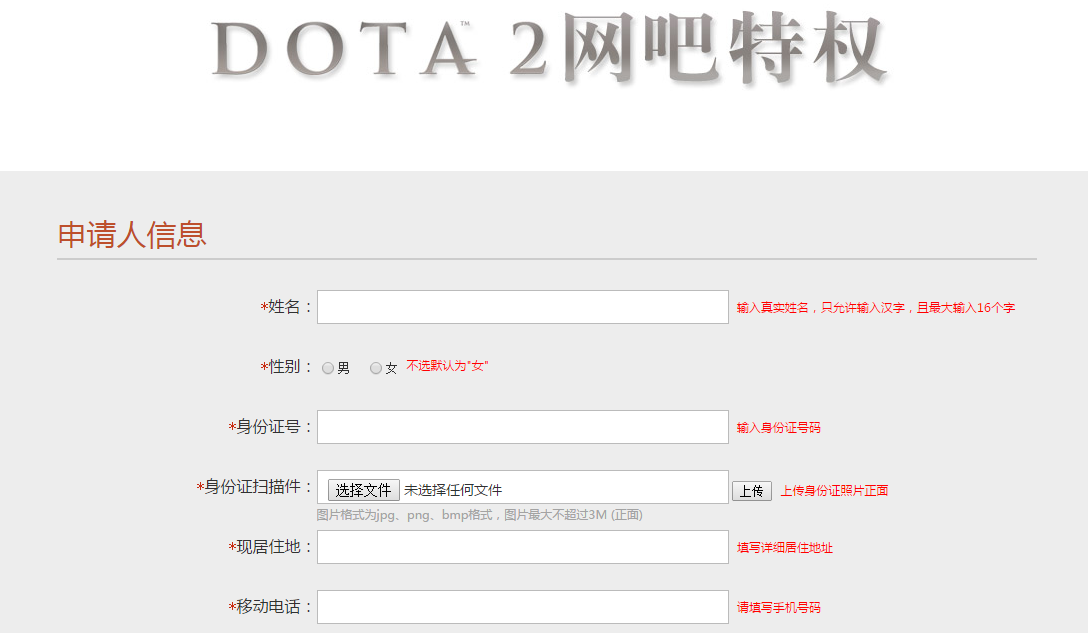 DOTA™ 2网吧特权
申请人信息
*姓名： 输入真实姓名，只允许输入汉字，且最大输入16个字
*性别： 男 女 不选默认为"女"
*身份证号： 输入身份证号码
*身份证扫描件： 选择文件 未选择任何文件 上传 上传身份证照片正面
图片格式为jpg、png、bmp格式，图片最大不超过3M (正面)
*现居住地： 填写详细居住地址
*移动电话： 请填写手机号码